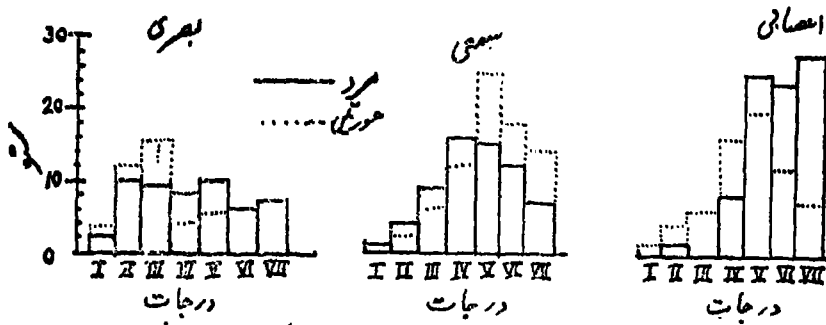 بصری
سمعی
اعصابی
مرد
عورتیں
30
20
10
0
I II III IV V VI VII
I II III IV V VI VII
I II III IV V VI VII
درجات
درجات
درجات